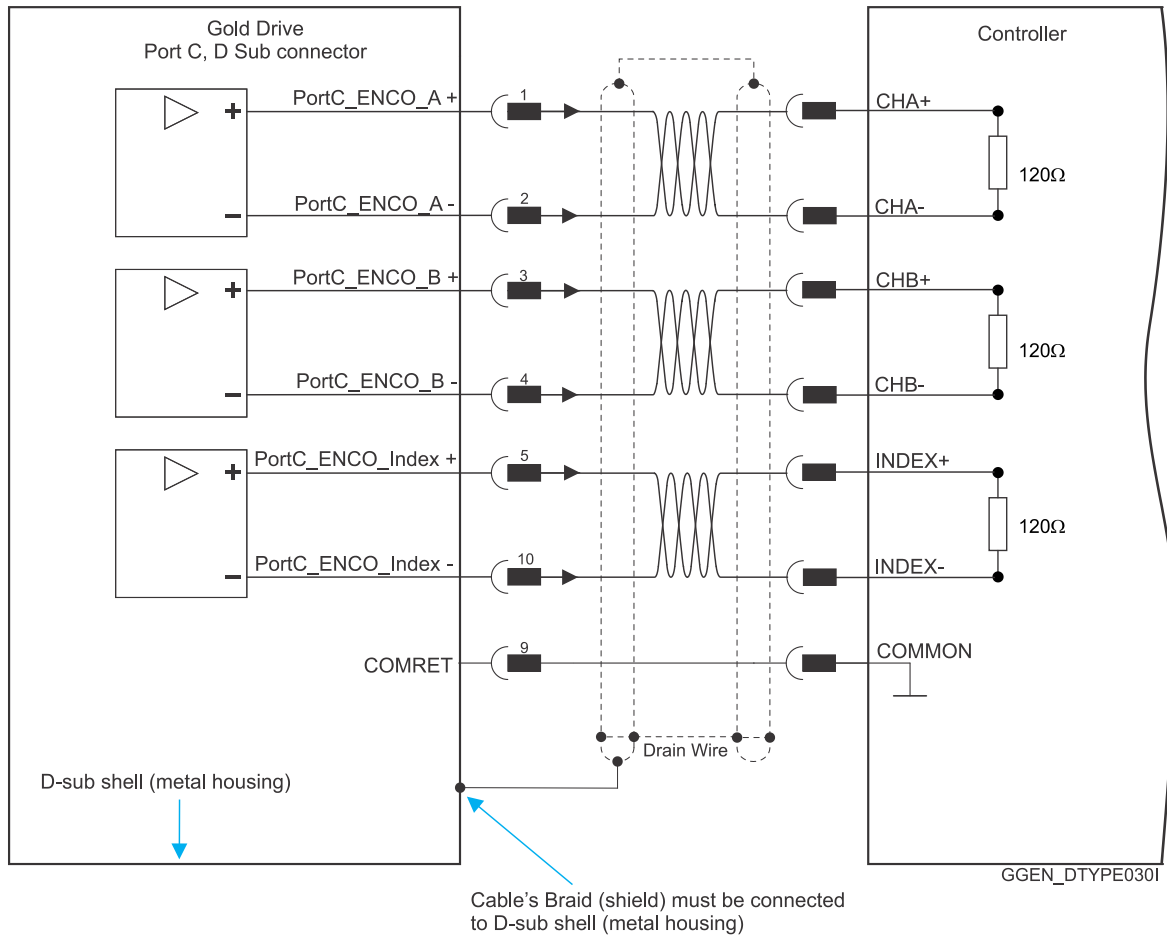 Gold Drive
Port C, D Sub connector
Controller
PortC_ENCO_A +
1
CHA+
+
120Ω
PortC_ENCO_A -
2
CHA-
−
PortC_ENCO_B +
3
CHB+
+
120Ω
PortC_ENCO_B -
4
CHB-
−
PortC_ENCO_Index +
5
INDEX+
+
120Ω
PortC_ENCO_Index -
10
INDEX-
−
COMRET
9
COMMON
Drain Wire
D-sub shell (metal housing)
GGEN_DTYPE030I
Cable's Braid (shield) must be connected
to D-sub shell (metal housing)